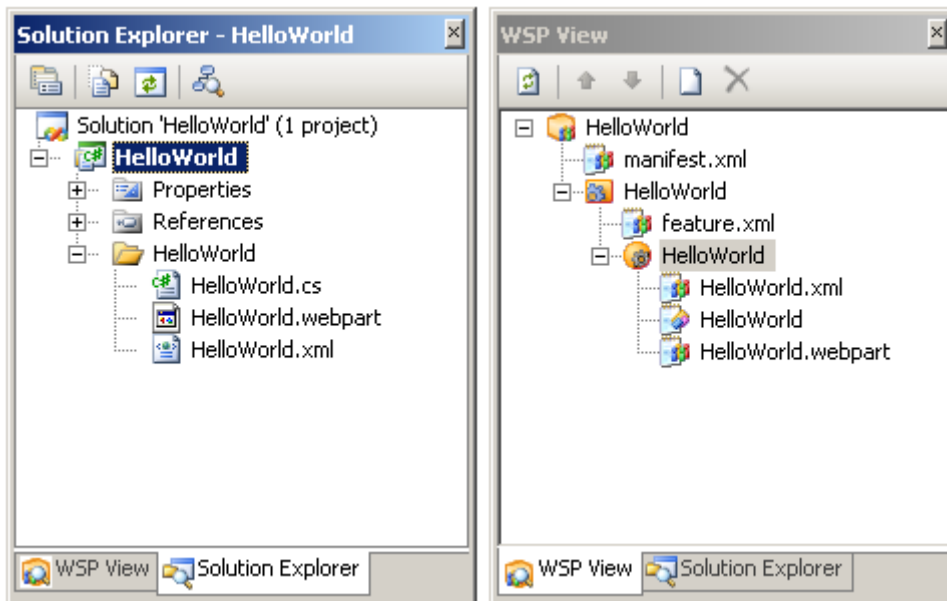 Solution Explorer - HelloWorld
Solution 'HelloWorld' (1 project)
HelloWorld
Properties
References
HelloWorld
HelloWorld.cs
HelloWorld.webpart
HelloWorld.xml
WSP View
Solution Explorer
WSP View
HelloWorld
manifest.xml
HelloWorld
feature.xml
HelloWorld
HelloWorld.xml
HelloWorld
HelloWorld.webpart
WSP View
Solution Explorer